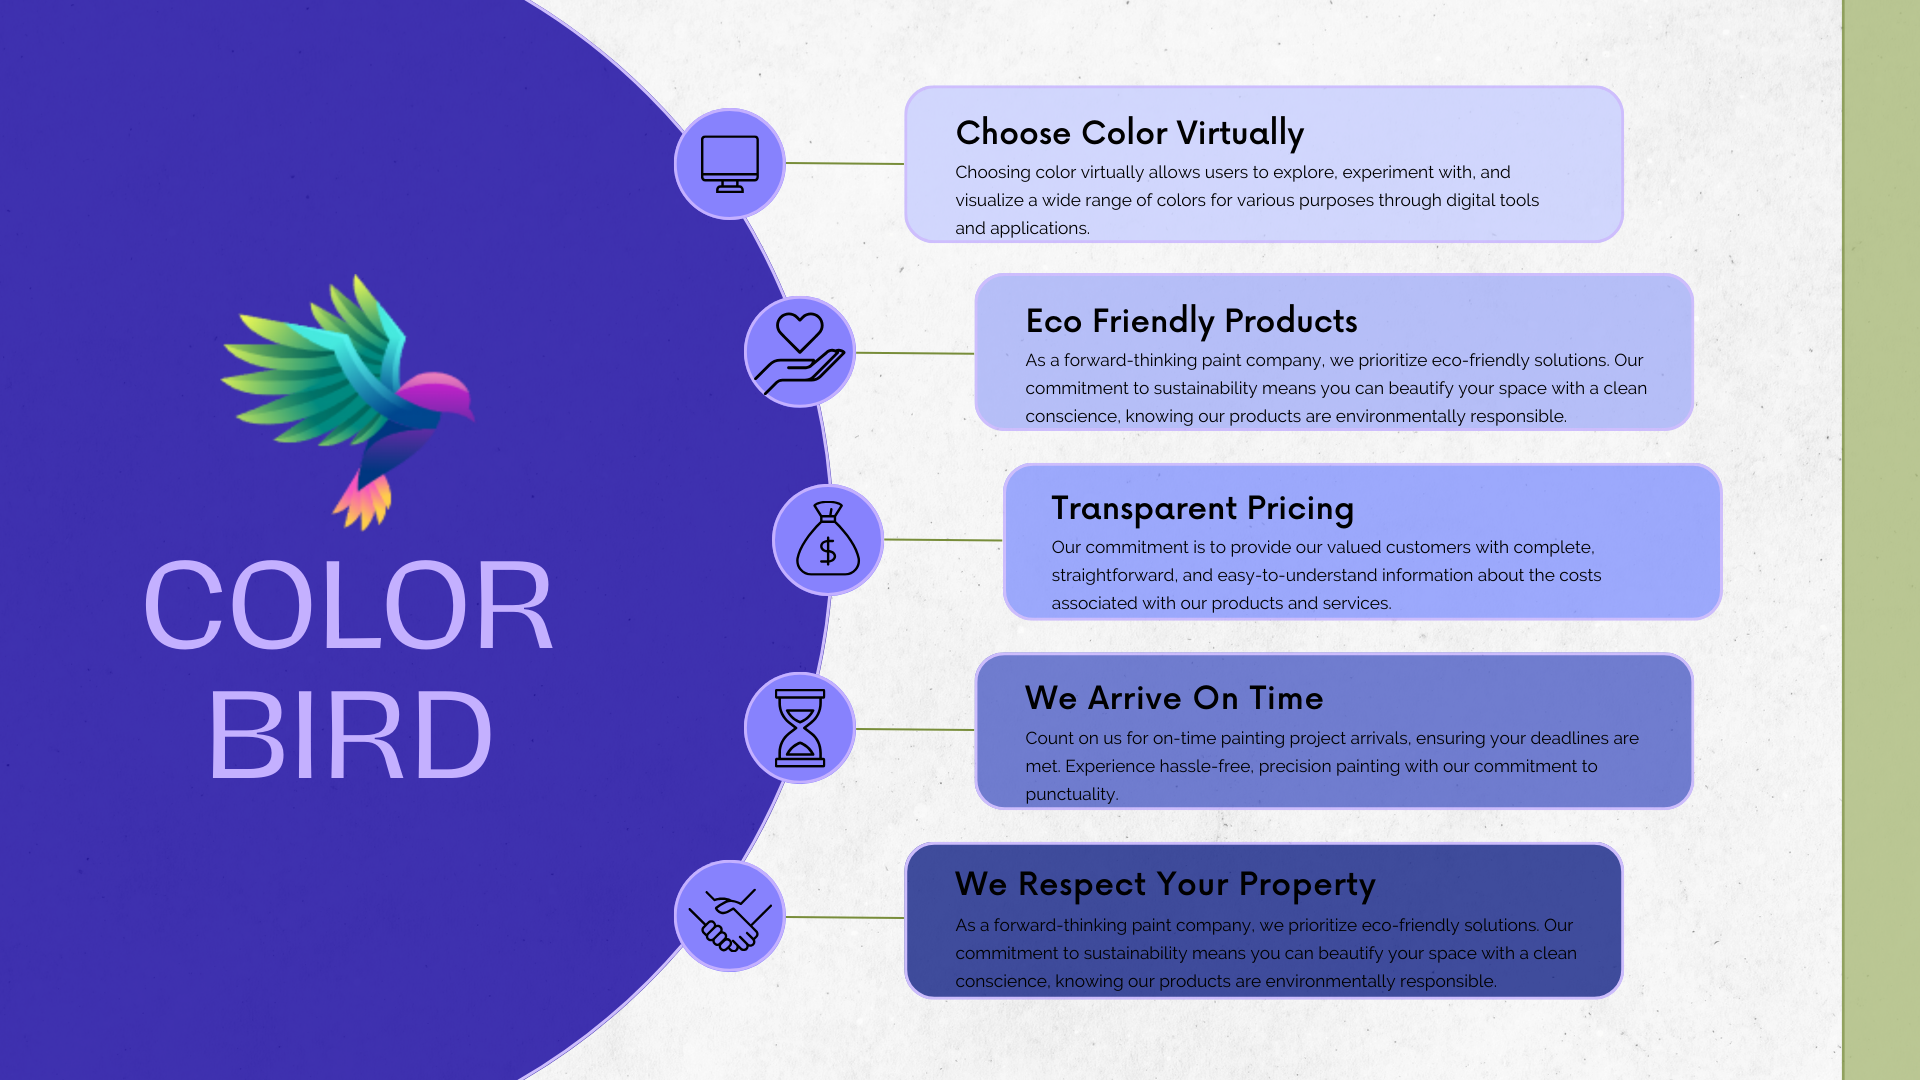 COLOR
BIRD
Choose Color Virtually
Choosing color virtually allows users to explore, experiment with, and
visualize a wide range of colors for various purposes through digital tools
and applications.
Eco Friendly Products
As a forward-thinking paint company, we prioritize eco-friendly solutions. Our
commitment to sustainability means you can beautify your space with a clean
conscience, knowing our products are environmentally responsible.
$
Transparent Pricing
Our commitment is to provide our valued customers with complete,
straightforward, and easy-to-understand information about the costs
associated with our products and services.
We Arrive On Time
Count on us for on-time painting project arrivals, ensuring your deadlines are
met. Experience hassle-free, precision painting with our commitment to
punctuality.
We Respect Your Property
As a forward-thinking paint company, we prioritize eco-friendly solutions. Our
commitment to sustainability means you can beautify your space with a clean
conscience, knowing our products are environmentally responsible.